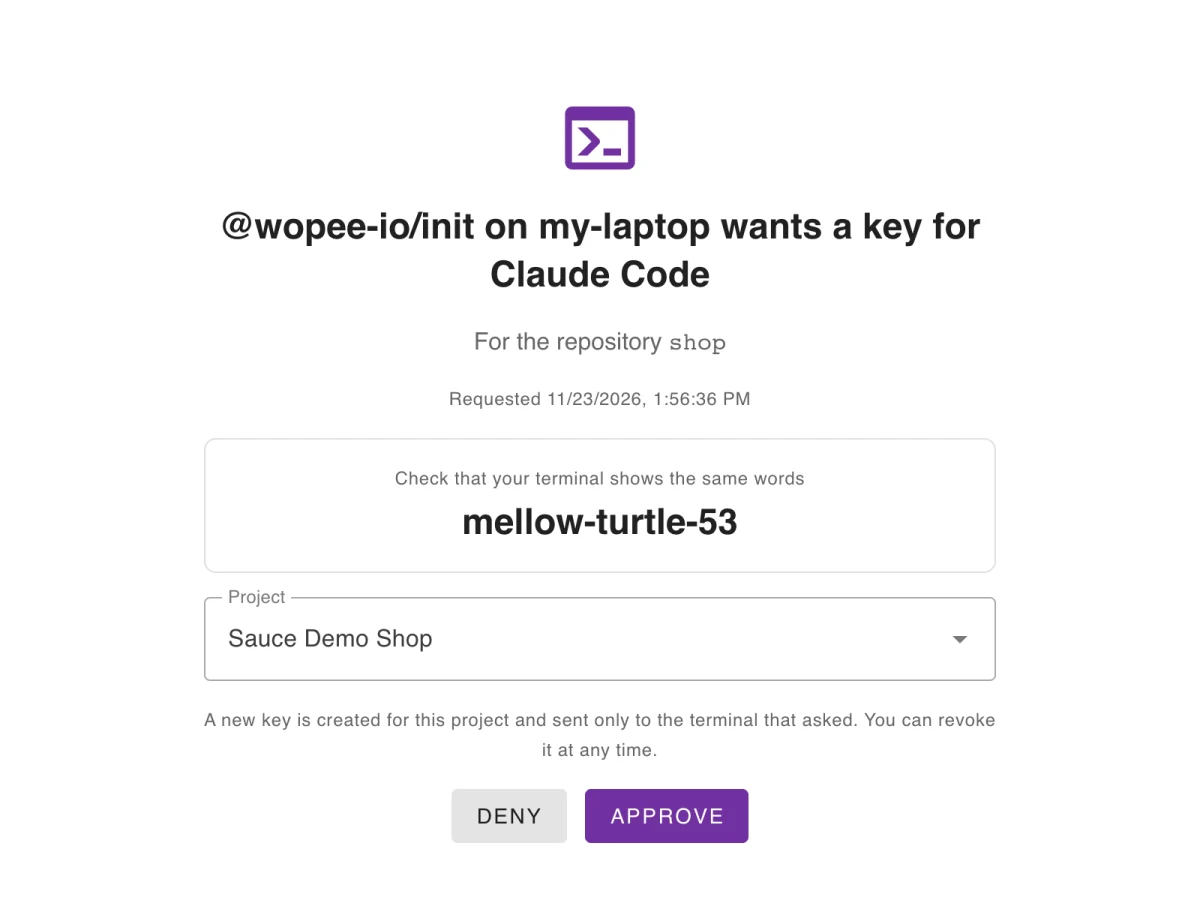 @wopee-io/init on my-laptop wants a key for
Claude Code
For the repository shop
Requested 11/23/2026, 1:56:36 PM
Check that your terminal shows the same words
mellow-turtle-53
Project
Sauce Demo Shop
A new key is created for this project and sent only to the terminal that asked. You can revoke
it at any time.
DENY
APPROVE